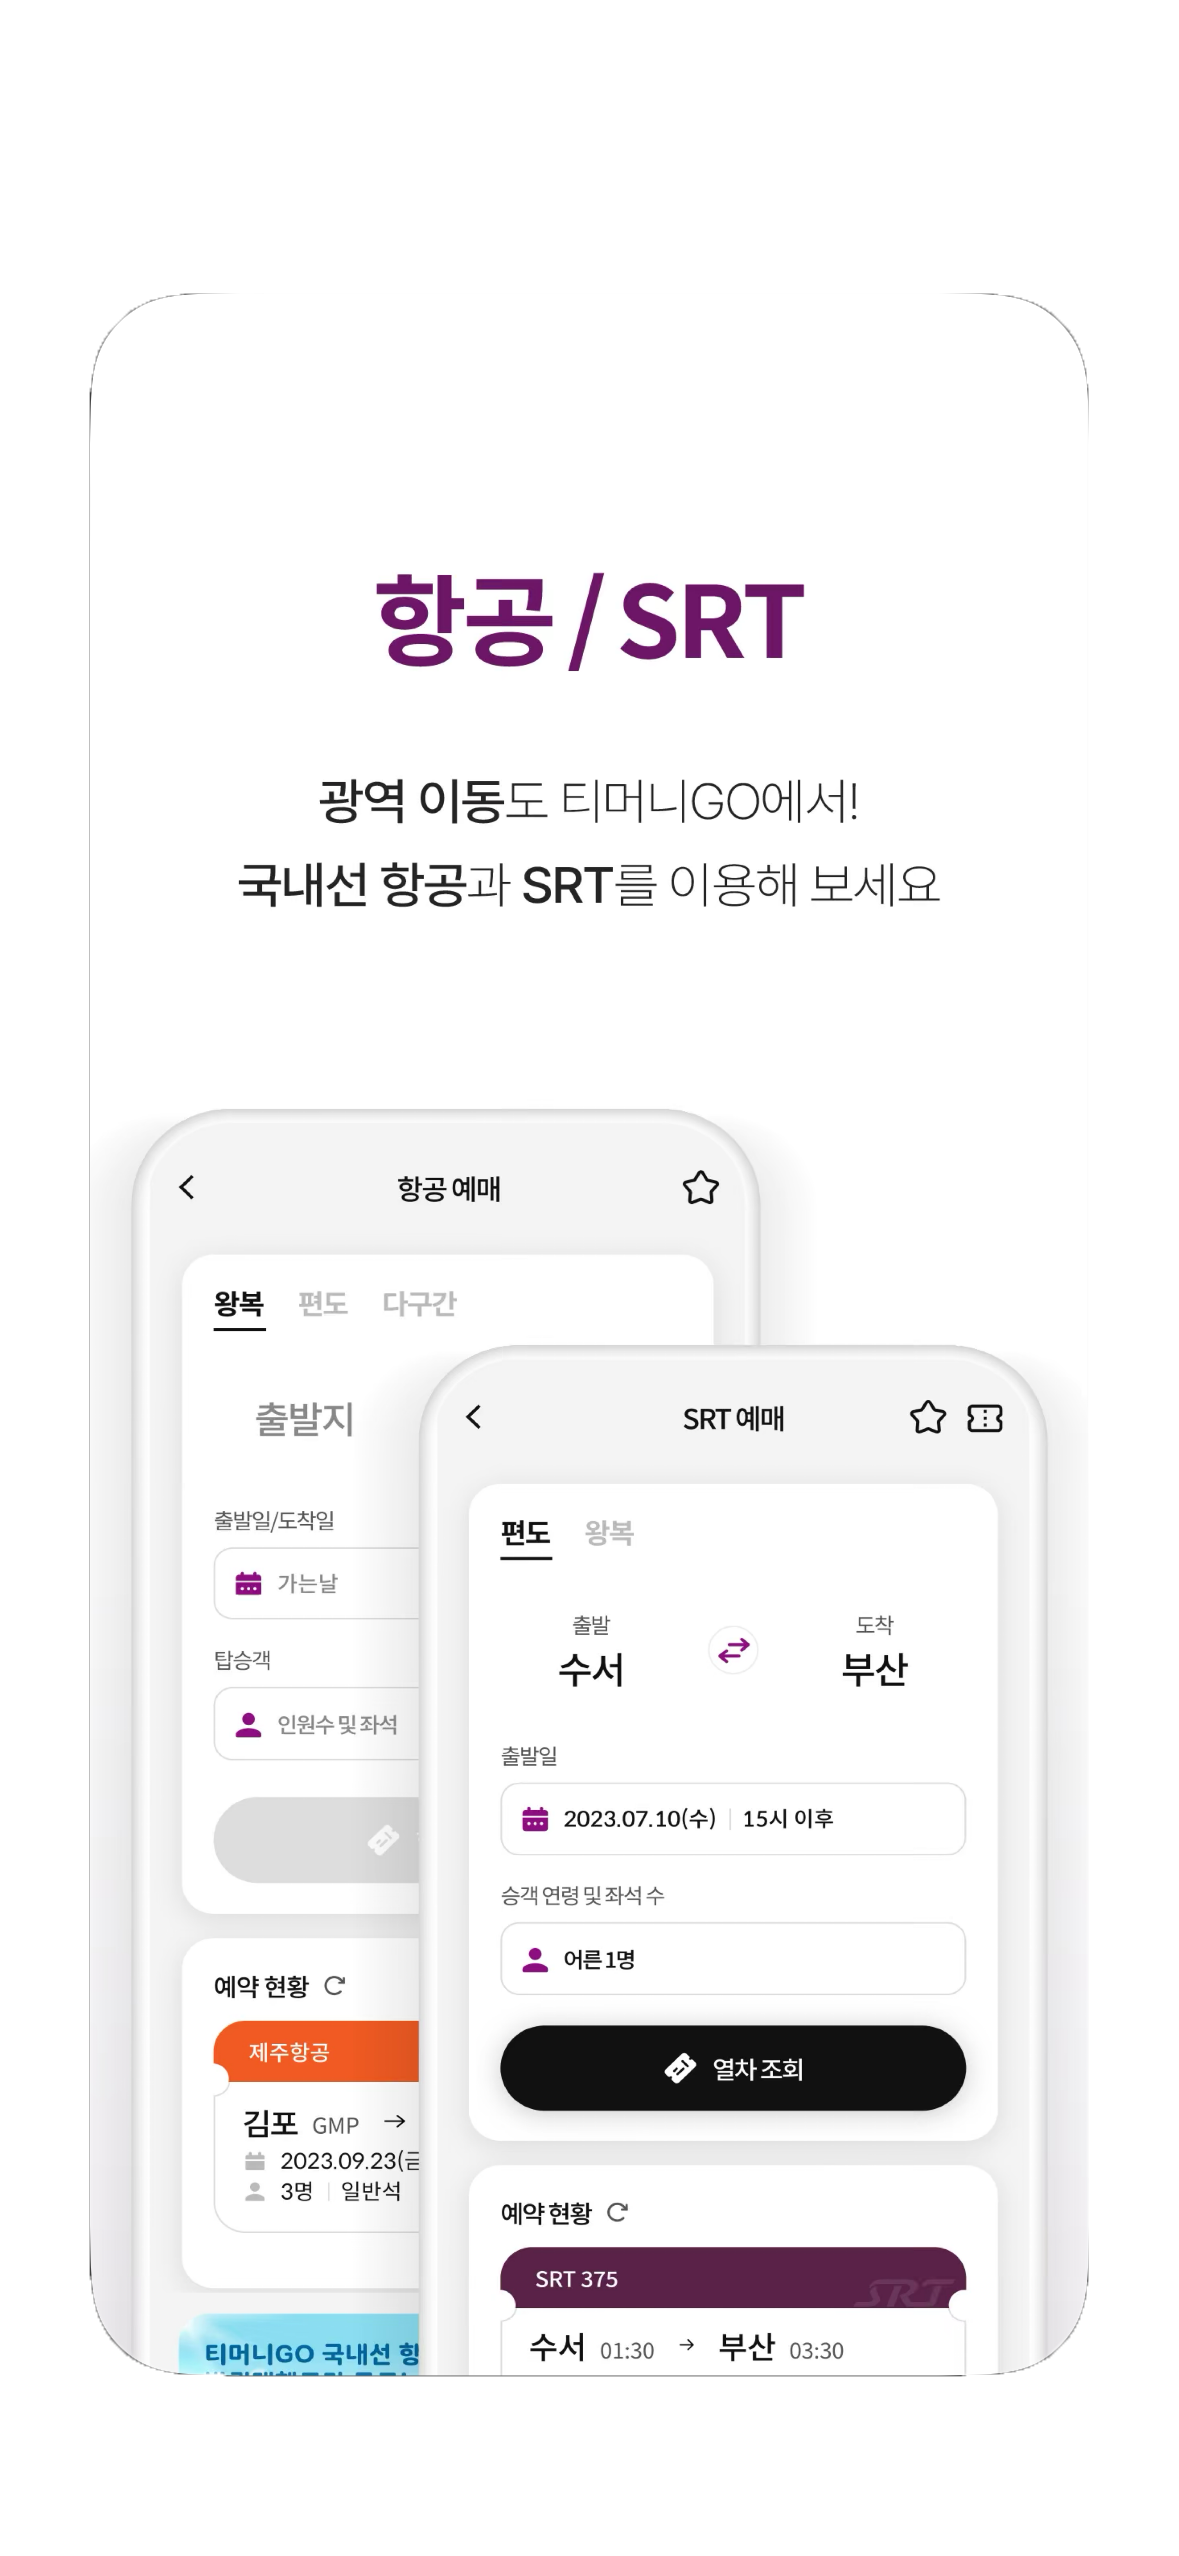 항공 / SRT
광역 이동도 티머니GO에서!
국내선 항공과 SRT를 이용해 보세요
항공 예매
왕복 편도 다구간
출발지
출발일/도착일
가는날
탑승객
인원수 및 좌석
예약 현황
제주항공
김포 GMP →
2023.09.23(금
3명 | 일반석
티머니GO 국내선 항
SRT 예매
편도 왕복
출발 도착
수서 부산
출발일
2023.07.10(수) | 15시 이후
승객 연령 및 좌석 수
어른 1명
열차 조회
예약 현황
SRT 375
SRT
수서 01:30 → 부산 03:30